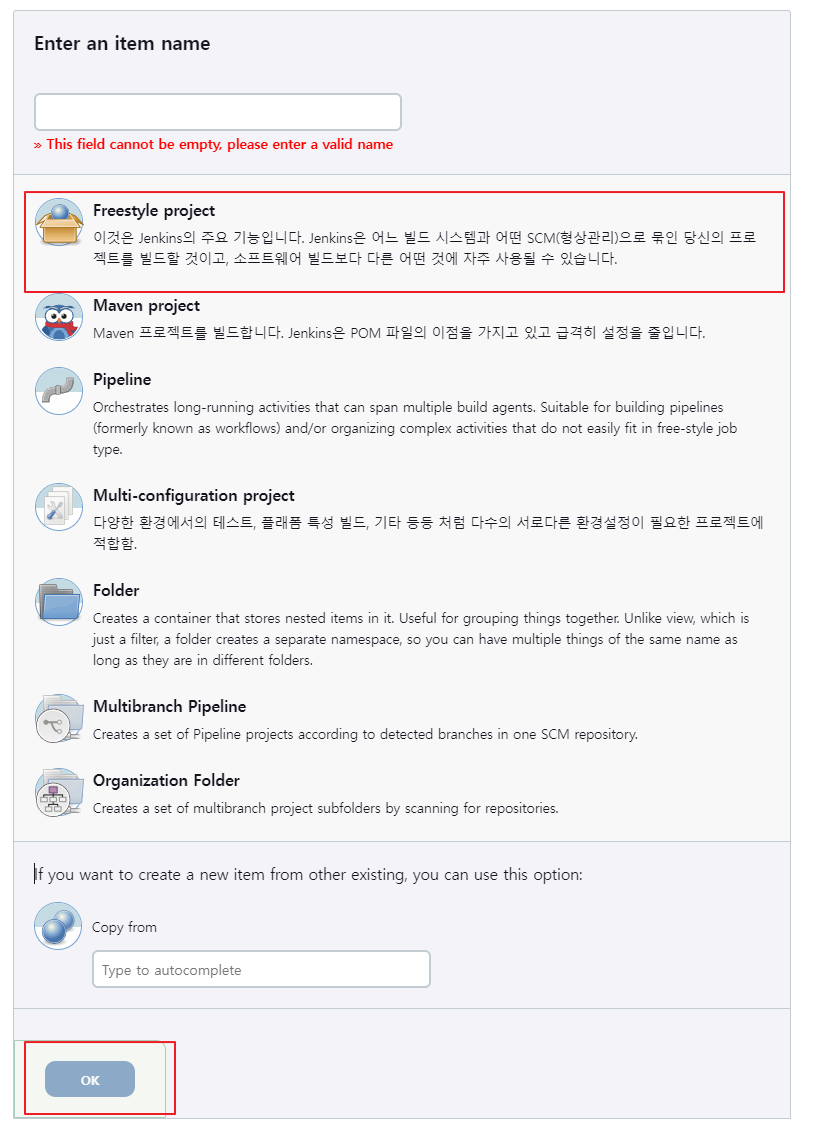 Enter an item name
» This field cannot be empty, please enter a valid name
Freestyle project
이것은 Jenkins의 주요 기능입니다. Jenkins은 어느 빌드 시스템과 어떤 SCM(형상관리)으로 묶인 당신의 프로
젝트를 빌드할 것이고, 소프트웨어 빌드보다 다른 어떤 것에 자주 사용될 수 있습니다.
Maven project
Maven 프로젝트를 빌드합니다. Jenkins은 POM 파일의 이점을 가지고 있고 급격히 설정을 줄입니다.
Pipeline
Orchestrates long-running activities that can span multiple build agents. Suitable for building pipelines
(formerly known as workflows) and/or organizing complex activities that do not easily fit in free-style job
type.
Multi-configuration project
다양한 환경에서의 테스트, 플래폼 특성 빌드, 기타 등등 처럼 다수의 서로다른 환경설정이 필요한 프로젝트에
적합함.
Folder
Creates a container that stores nested items in it. Useful for grouping things together. Unlike view, which is
just a filter, a folder creates a separate namespace, so you can have multiple things of the same name as
long as they are in different folders.
Multibranch Pipeline
Creates a set of Pipeline projects according to detected branches in one SCM repository.
Organization Folder
Creates a set of multibranch project subfolders by scanning for repositories.
If you want to create a new item from other existing, you can use this option:
Copy from
Type to autocomplete
OK